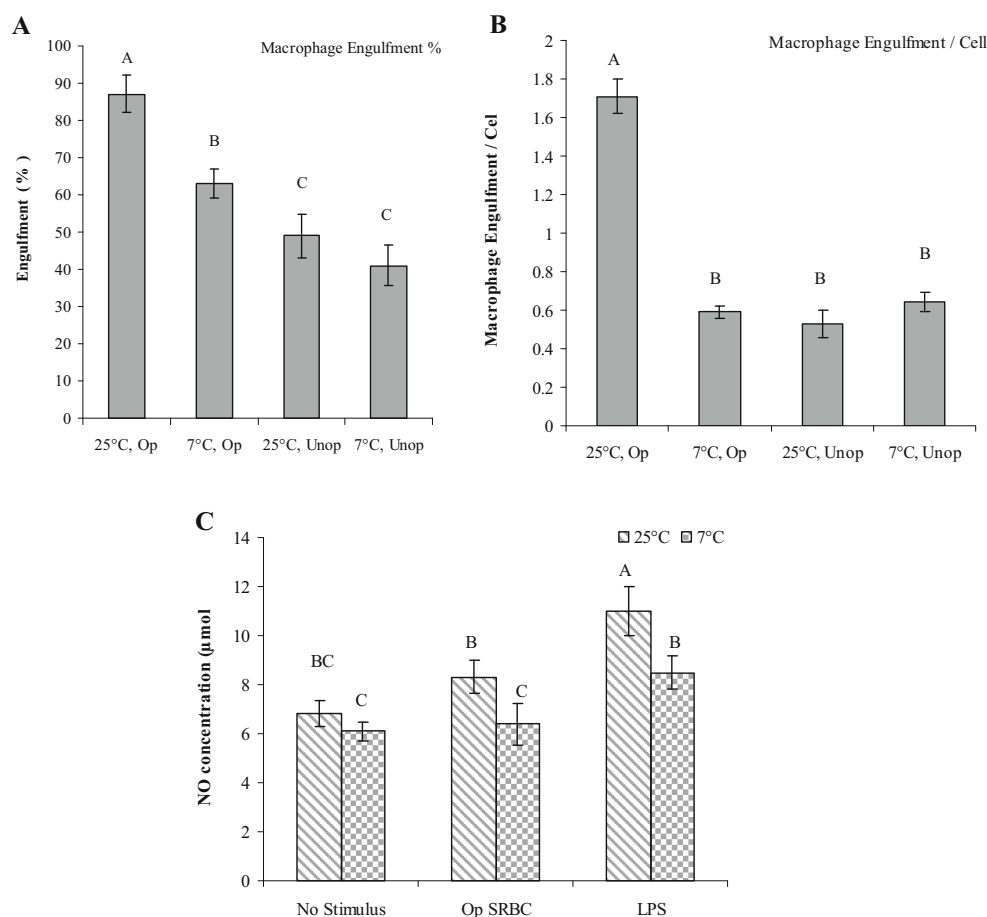 A
Macrophage Engulfment %
Engulfment (%)
100
90
80
70
60
50
40
30
20
10
0
A
B
C
C
25°C, Op
7°C, Op
25°C, Unop
7°C, Unop
B
Macrophage Engulfment / Cell
Macrophage Engulfment / Cel
2
1.8
1.6
1.4
1.2
1
0.8
0.6
0.4
0.2
0
A
B
B
B
25°C, Op
7°C, Op
25°C, Unop
7°C, Unop
C
25°C
7°C
NO concentration (µmol
14
12
10
8
6
4
2
0
BC
C
B
C
A
B
No Stimulus
Op SRBC
LPS